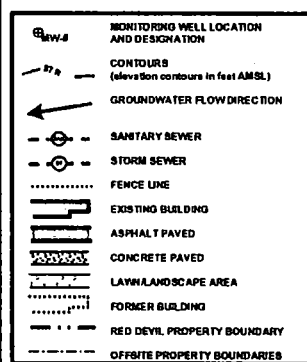 MW-8
MONITORING WELL LOCATION
AND DESIGNATION
CONTOURS
(elevation contours in feet AMSL)
GROUNDWATER FLOW DIRECTION
SANITARY SEWER
STORM SEWER
FENCE LINE
EXISTING BUILDING
ASPHALT PAVED
CONCRETE PAVED
LAWN/LANDSCAPE AREA
FORMER BUILDING
RED DEVIL PROPERTY BOUNDARY
OFFSITE PROPERTY BOUNDARIES